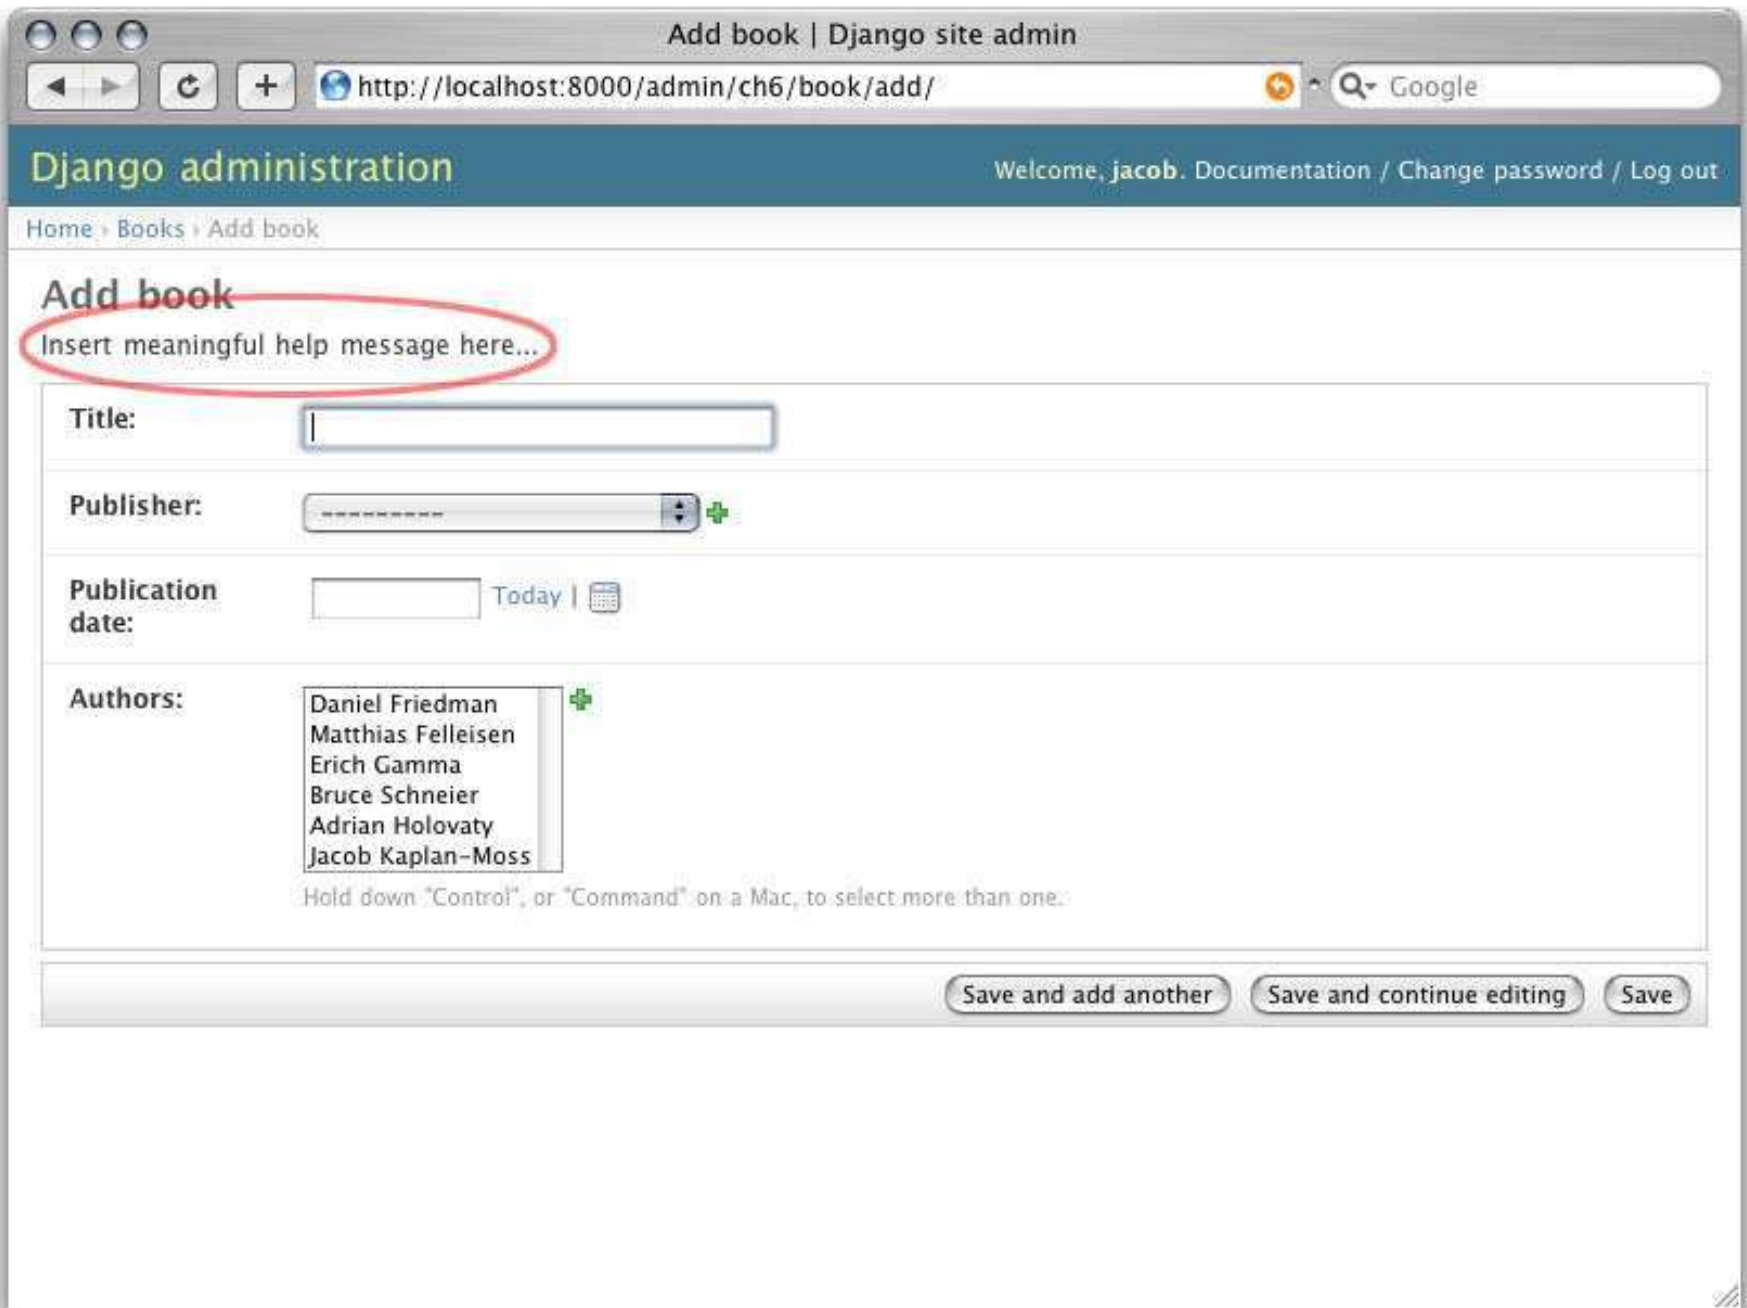 Add book | Django site admin
http://localhost:8000/admin/ch6/book/add/ Google
Django administration Welcome, jacob. Documentation / Change password / Log out
Home › Books › Add book
Add book
Insert meaningful help message here...
Title:
Publisher: ---------
Publication date: Today |
Authors:
Daniel Friedman
Matthias Felleisen
Erich Gamma
Bruce Schneier
Adrian Holovaty
Jacob Kaplan-Moss
Hold down "Control", or "Command" on a Mac, to select more than one.
Save and add another Save and continue editing Save